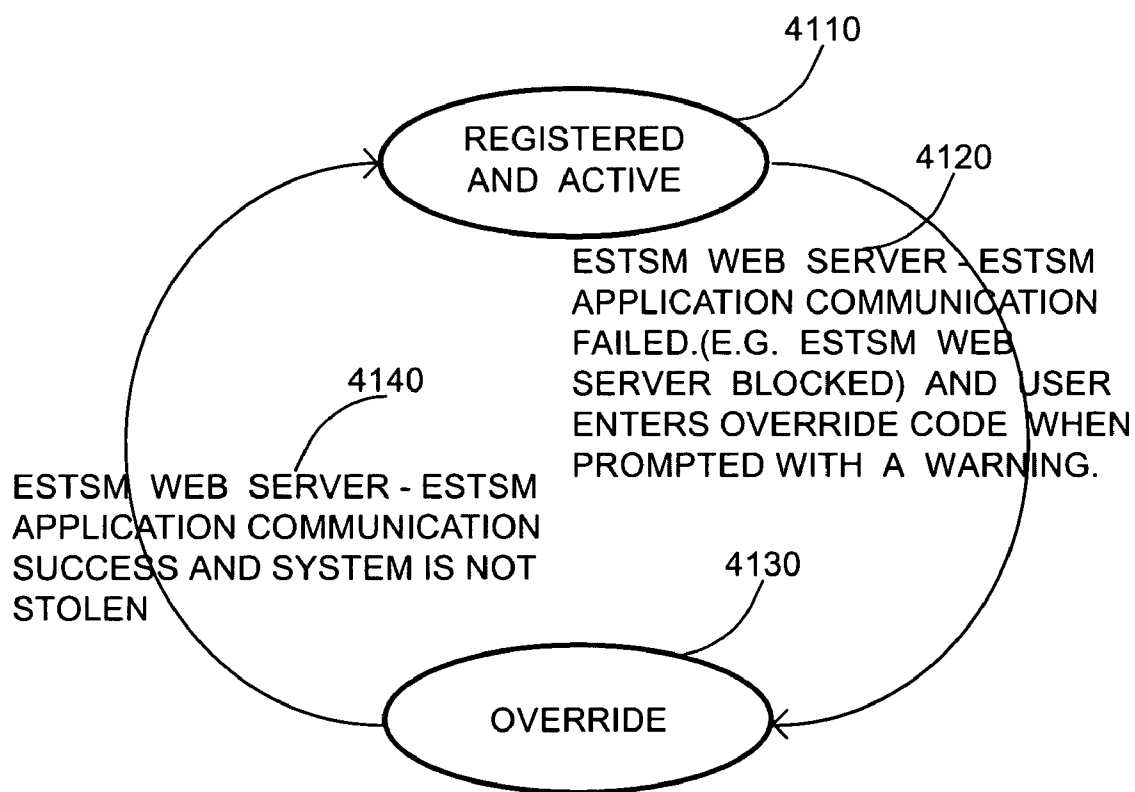 4110
REGISTERED
AND ACTIVE
4120
ESTSM WEB SERVER - ESTSM
APPLICATION COMMUNICATION
FAILED.(E.G. ESTSM WEB
SERVER BLOCKED) AND USER
ENTERS OVERRIDE CODE WHEN
PROMPTED WITH A WARNING.
4140
ESTSM WEB SERVER - ESTSM
APPLICATION COMMUNICATION
SUCCESS AND SYSTEM IS NOT
STOLEN
4130
OVERRIDE